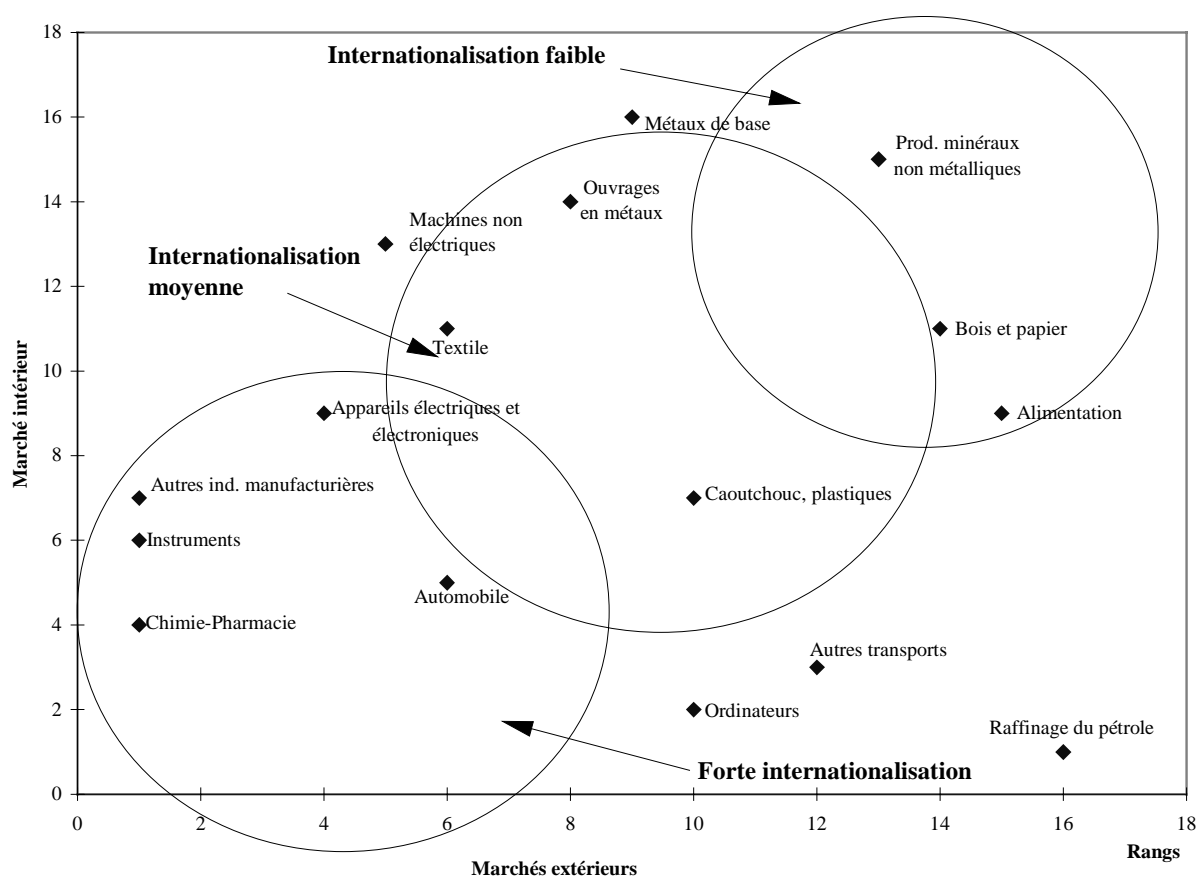 18
Internationalisation faible
16
Métaux de base
Prod. minéraux
non métalliques
14
Ouvrages
en métaux
Machines non
électriques
Internationalisation
moyenne
12
Textile
Bois et papier
10
Appareils électriques et
électroniques
Alimentation
8
Autres ind. manufacturières
Caoutchouc, plastiques
6
Instruments
Automobile
4
Chimie-Pharmacie
Autres transports
2
Ordinateurs
Raffinage du pétrole
Forte internationalisation
0
Marché intérieur
0 2 4 6 8 10 12 14 16 18
Marchés extérieurs
Rangs